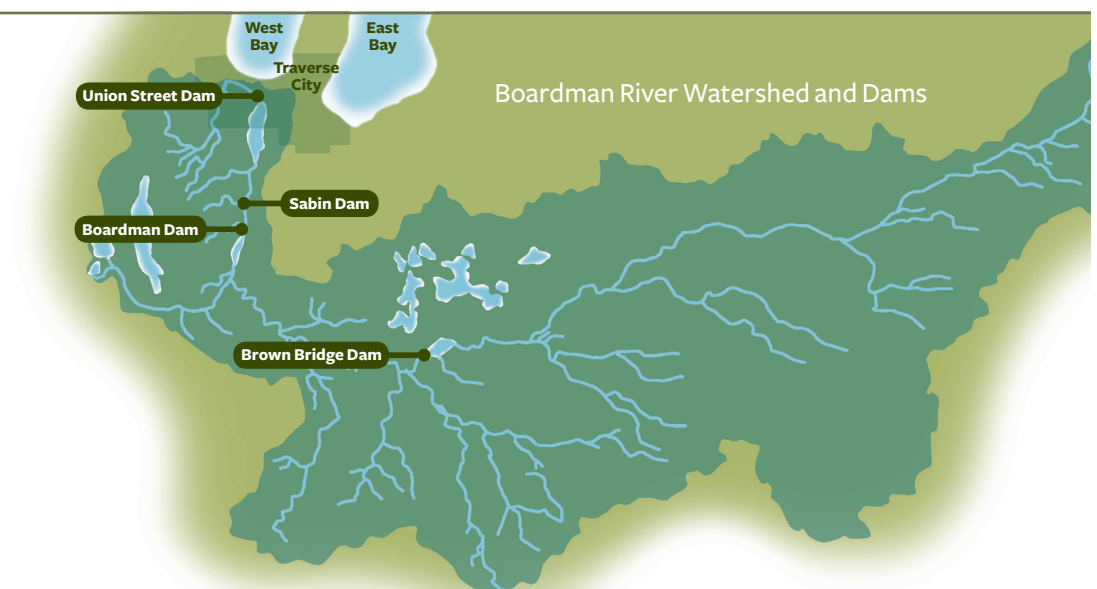 West
Bay
East
Bay
Traverse
City
Union Street Dam
Boardman River Watershed and Dams
Sabin Dam
Boardman Dam
Brown Bridge Dam